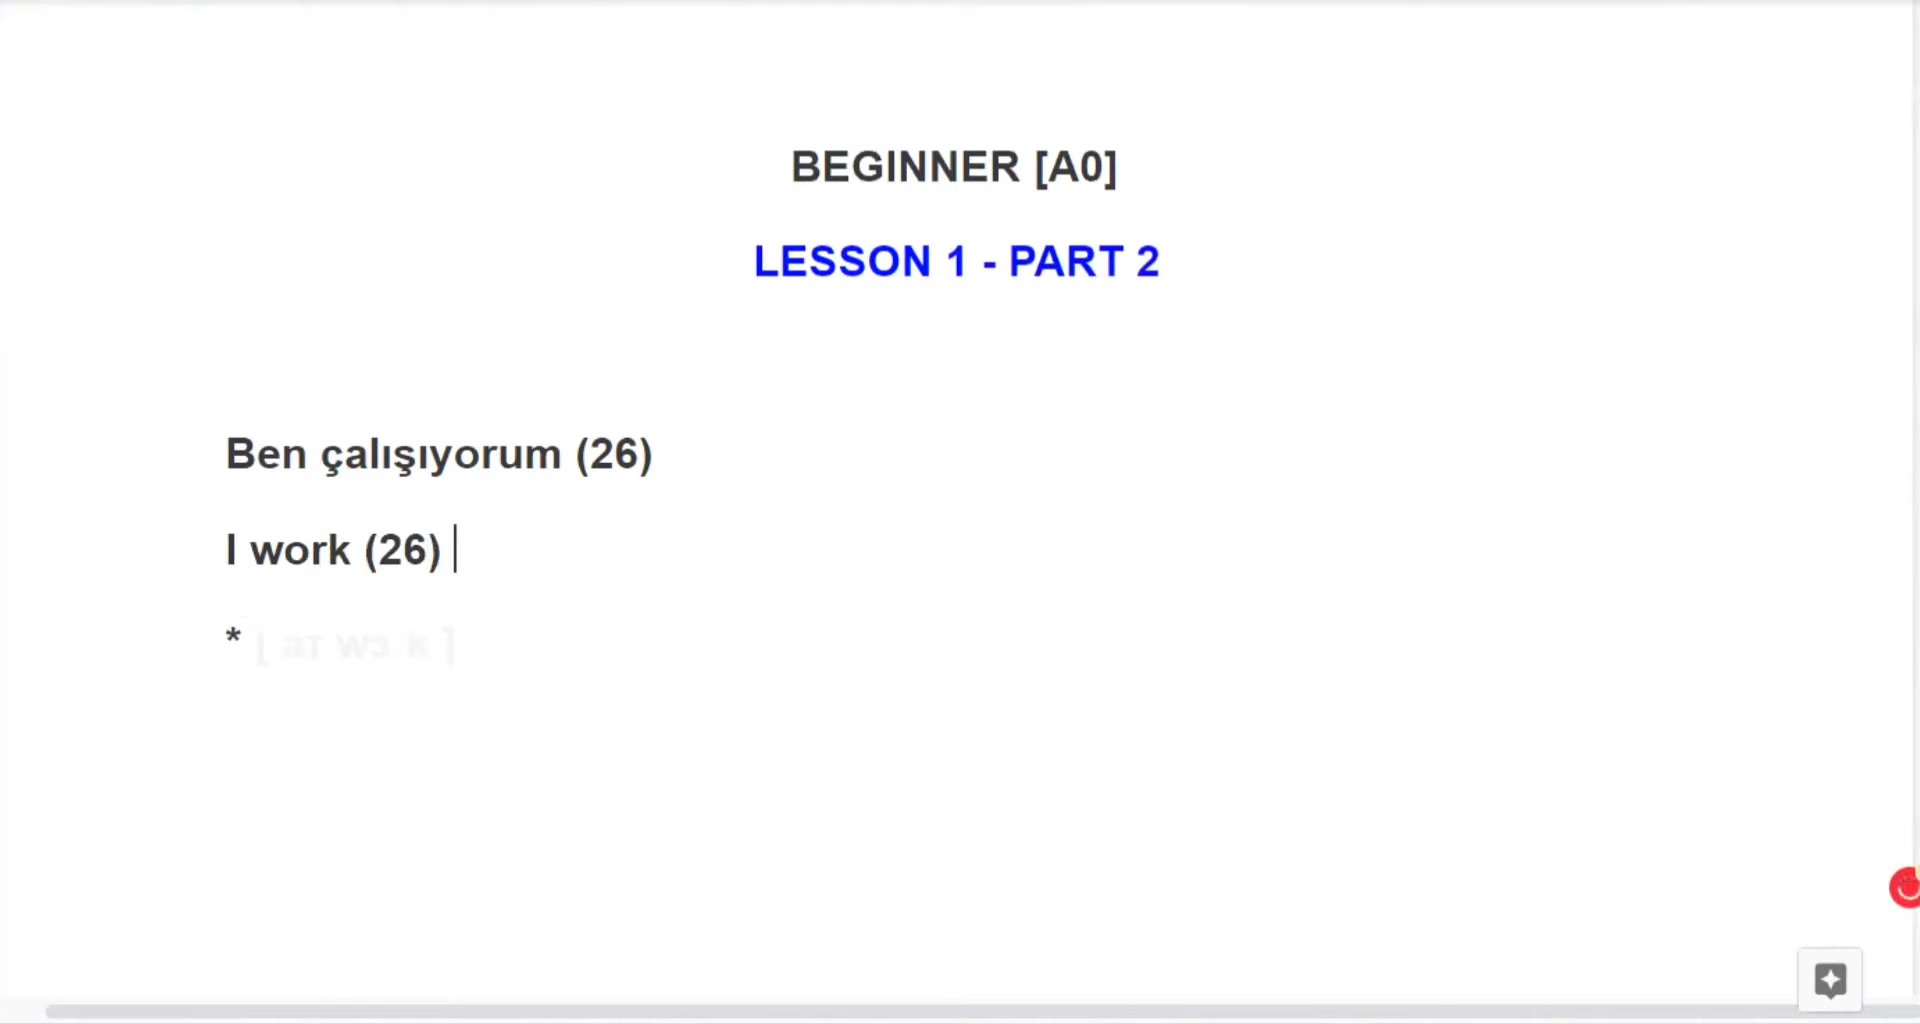 BEGINNER [A0]
LESSON 1 - PART 2
Ben çalışıyorum (26)
I work (26)
*